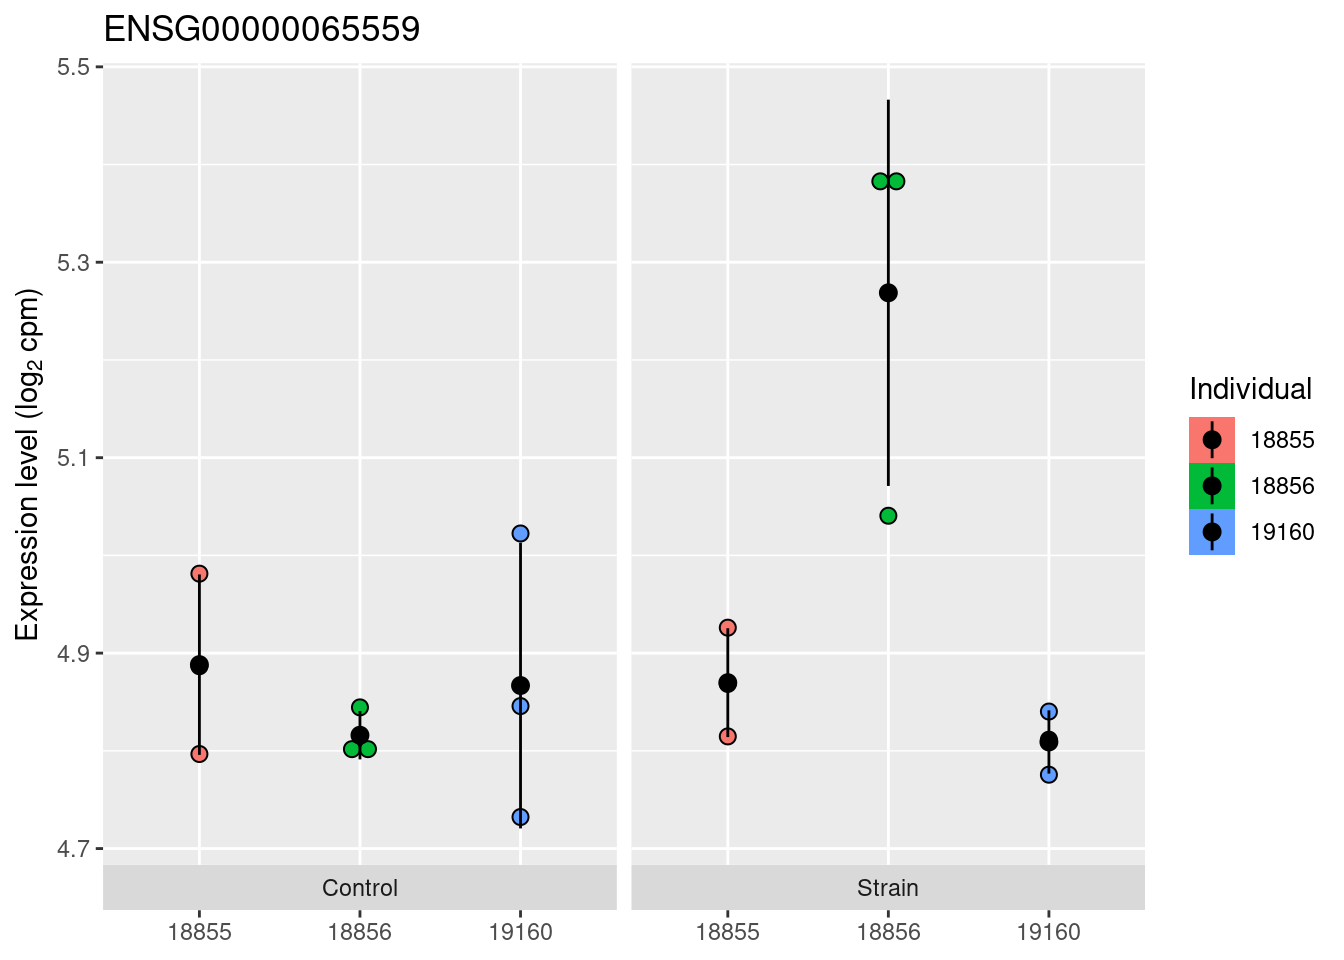 ENSG00000065559
Expression level (log2 cpm)
5.5
5.3
5.1
4.9
4.7
Control
Strain
18855 18856 19160
18855 18856 19160
Individual
18855
18856
19160